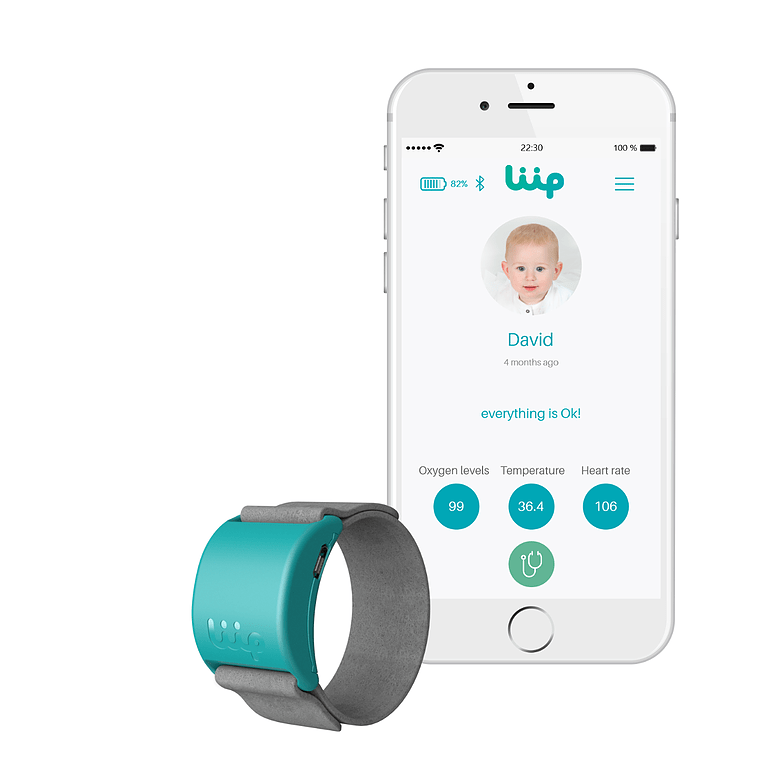 22:30
100 %
82%
liip
David
4 months ago
everything is Ok!
Oxygen levels Temperature Heart rate
99 36.4 106
liip